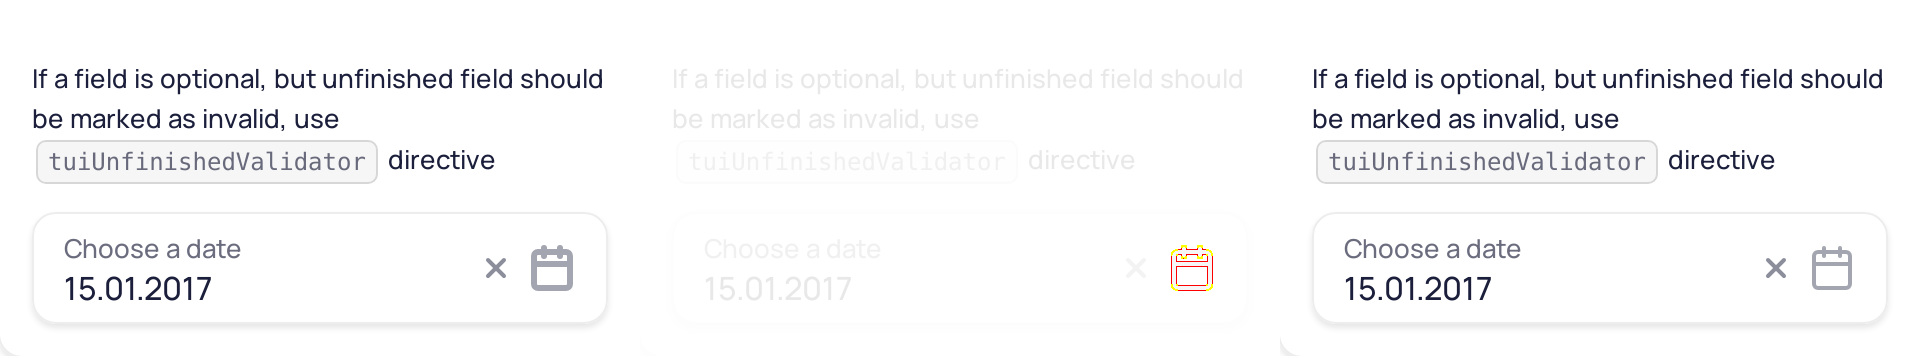 If a field is optional, but unfinished field should
be marked as invalid, use
tuiUnfinishedValidator directive
Choose a date
15.01.2017
If a field is optional, but unfinished field should
be marked as invalid, use
tuiUnfinishedValidator directive
Choose a date
15.01.2017
If a field is optional, but unfinished field should
be marked as invalid, use
tuiUnfinishedValidator directive
Choose a date
15.01.2017